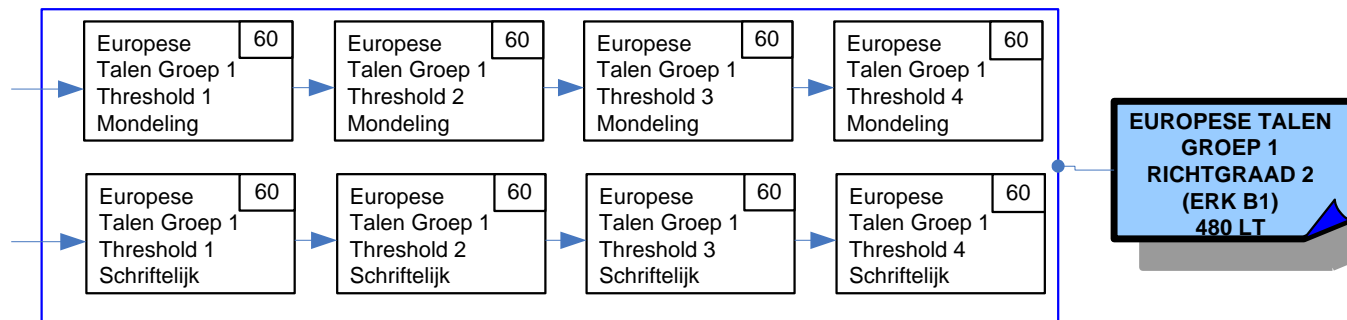 Europese
Talen Groep 1
Threshold 1
Mondeling
60
Europese
Talen Groep 1
Threshold 2
Mondeling
60
Europese
Talen Groep 1
Threshold 3
Mondeling
60
Europese
Talen Groep 1
Threshold 4
Mondeling
60
Europese
Talen Groep 1
Threshold 1
Schriftelijk
60
Europese
Talen Groep 1
Threshold 2
Schriftelijk
60
Europese
Talen Groep 1
Threshold 3
Schriftelijk
60
Europese
Talen Groep 1
Threshold 4
Schriftelijk
60
EUROPESE TALEN
GROEP 1
RICHTGRAAD 2
(ERK B1)
480 LT